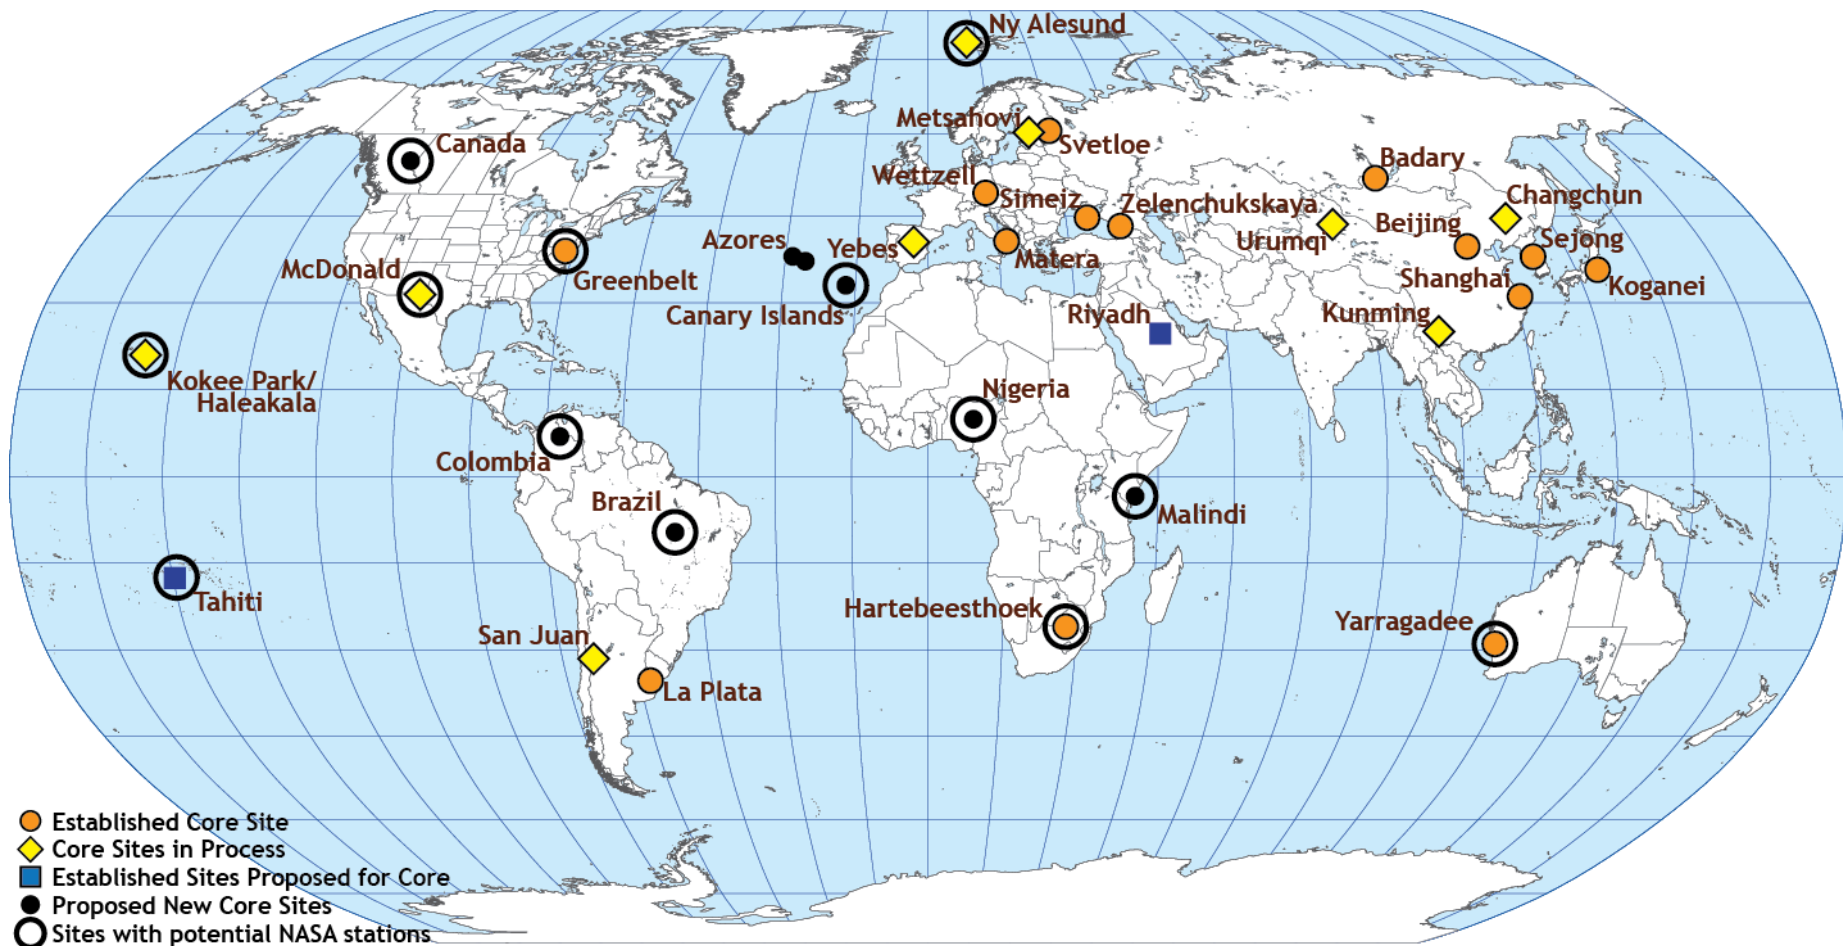 Ny Alesund
Metsahovi
Canada
Svetloe
Badary
Wettzell
Simeiz
Zelenchukskaya
Changchun
Azores
Yebes
Urumqi
Beijing
Sejong
McDonald
Greenbelt
Matera
Shanghai
Koganei
Canary Islands
Riyadh
Kunming
Kokee Park/
Haleakala
Nigeria
Colombia
Brazil
Malindi
Tahiti
Hartebeesthoek
Yarragadee
San Juan
La Plata
Established Core Site
Core Sites in Process
Established Sites Proposed for Core
Proposed New Core Sites
Sites with potential NASA stations